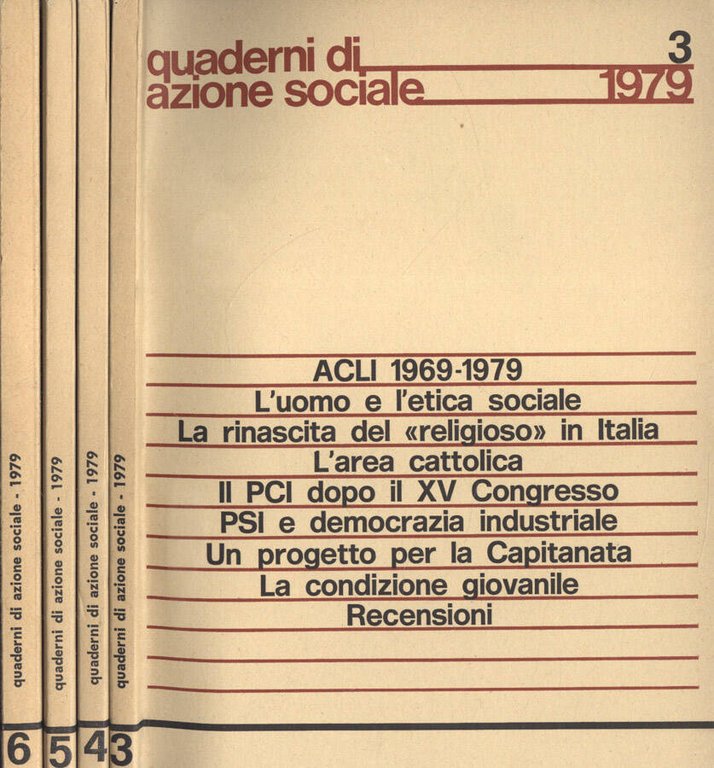 quaderni di
azione sociale
3
1979
ACLI 1969-1979
L'uomo e l'etica sociale
La rinascita del «religioso» in Italia
L'area cattolica
Il PCI dopo il XV Congresso
PSI e democrazia industriale
Un progetto per la Capitanata
La condizione giovanile
Recensioni
quaderni di azione sociale - 1979
6
quaderni di azione sociale - 1979
5
quaderni di azione sociale - 1979
4
quaderni di azione sociale - 1979
3